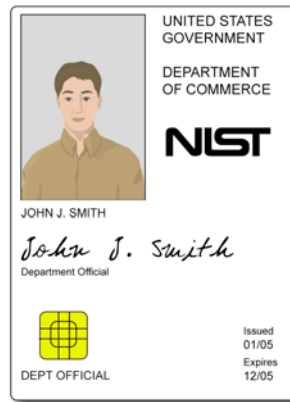 UNITED STATES
GOVERNMENT
DEPARTMENT
OF COMMERCE
NIST
JOHN J. SMITH
John J. Smith
Department Official
Issued
01/05
Expires
12/05
DEPT OFFICIAL